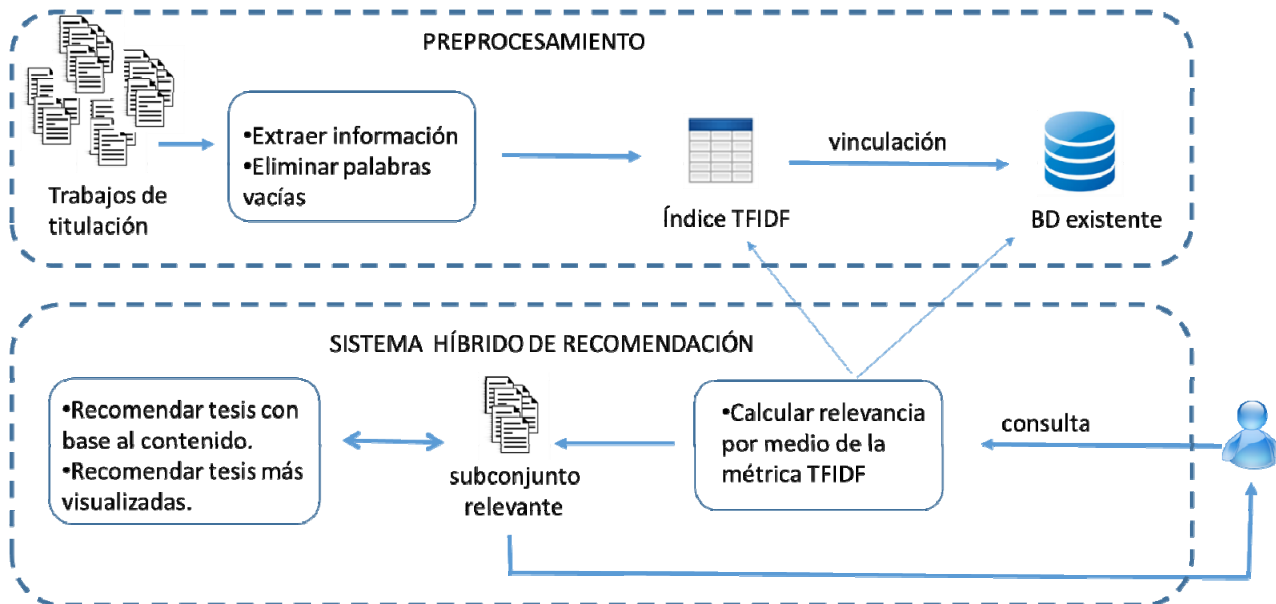 PREPROCESAMIENTO
Trabajos de
titulación
•Extraer información
•Eliminar palabras
vacías
Índice TFIDF
vinculación
BD existente
SISTEMA HÍBRIDO DE RECOMENDACIÓN
•Recomendar tesis con
base al contenido.
•Recomendar tesis más
visualizadas.
subconjunto
relevante
•Calcular relevancia
por medio de la
métrica TFIDF
consulta